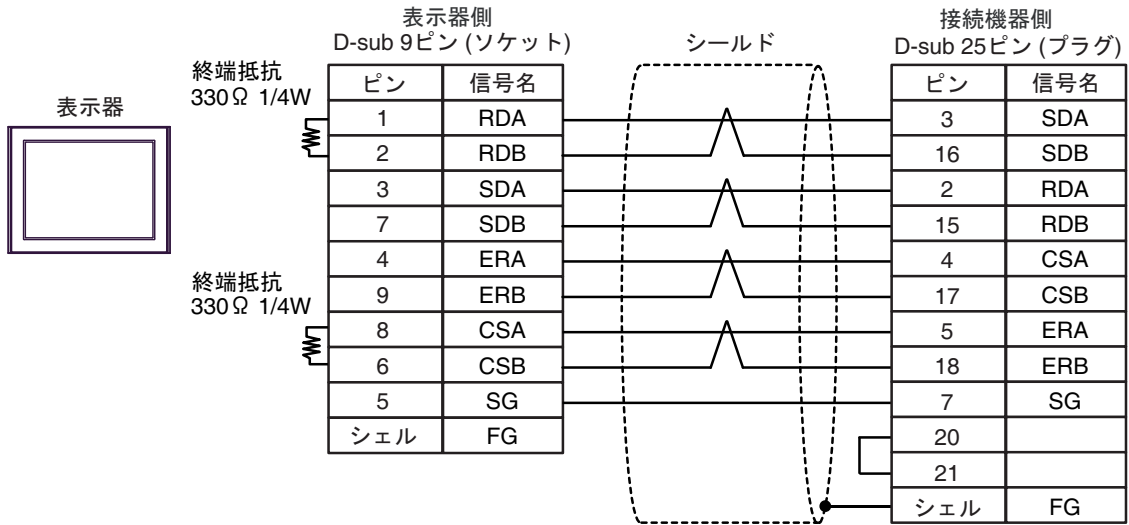 表示器側
D-sub 9ピン (ソケット)
シールド
接続機器側
D-sub 25ピン (プラグ)
表示器
終端抵抗
330Ω 1/4W
終端抵抗
330Ω 1/4W
ピン 信号名
1 RDA
2 RDB
3 SDA
7 SDB
4 ERA
9 ERB
8 CSA
6 CSB
5 SG
シェル FG
ピン 信号名
3 SDA
16 SDB
2 RDA
15 RDB
4 CSA
17 CSB
5 ERA
18 ERB
7 SG
20
21
シェル FG